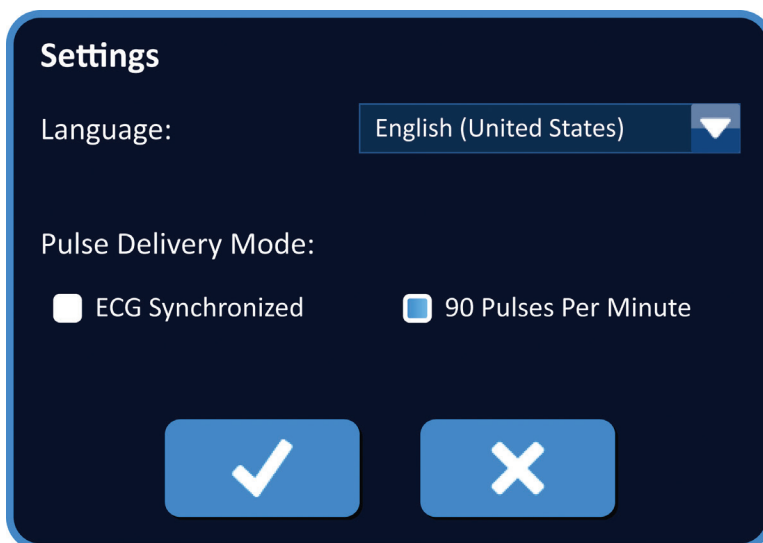 Settings
Language: English (United States)
Pulse Delivery Mode:
ECG Synchronized 90 Pulses Per Minute